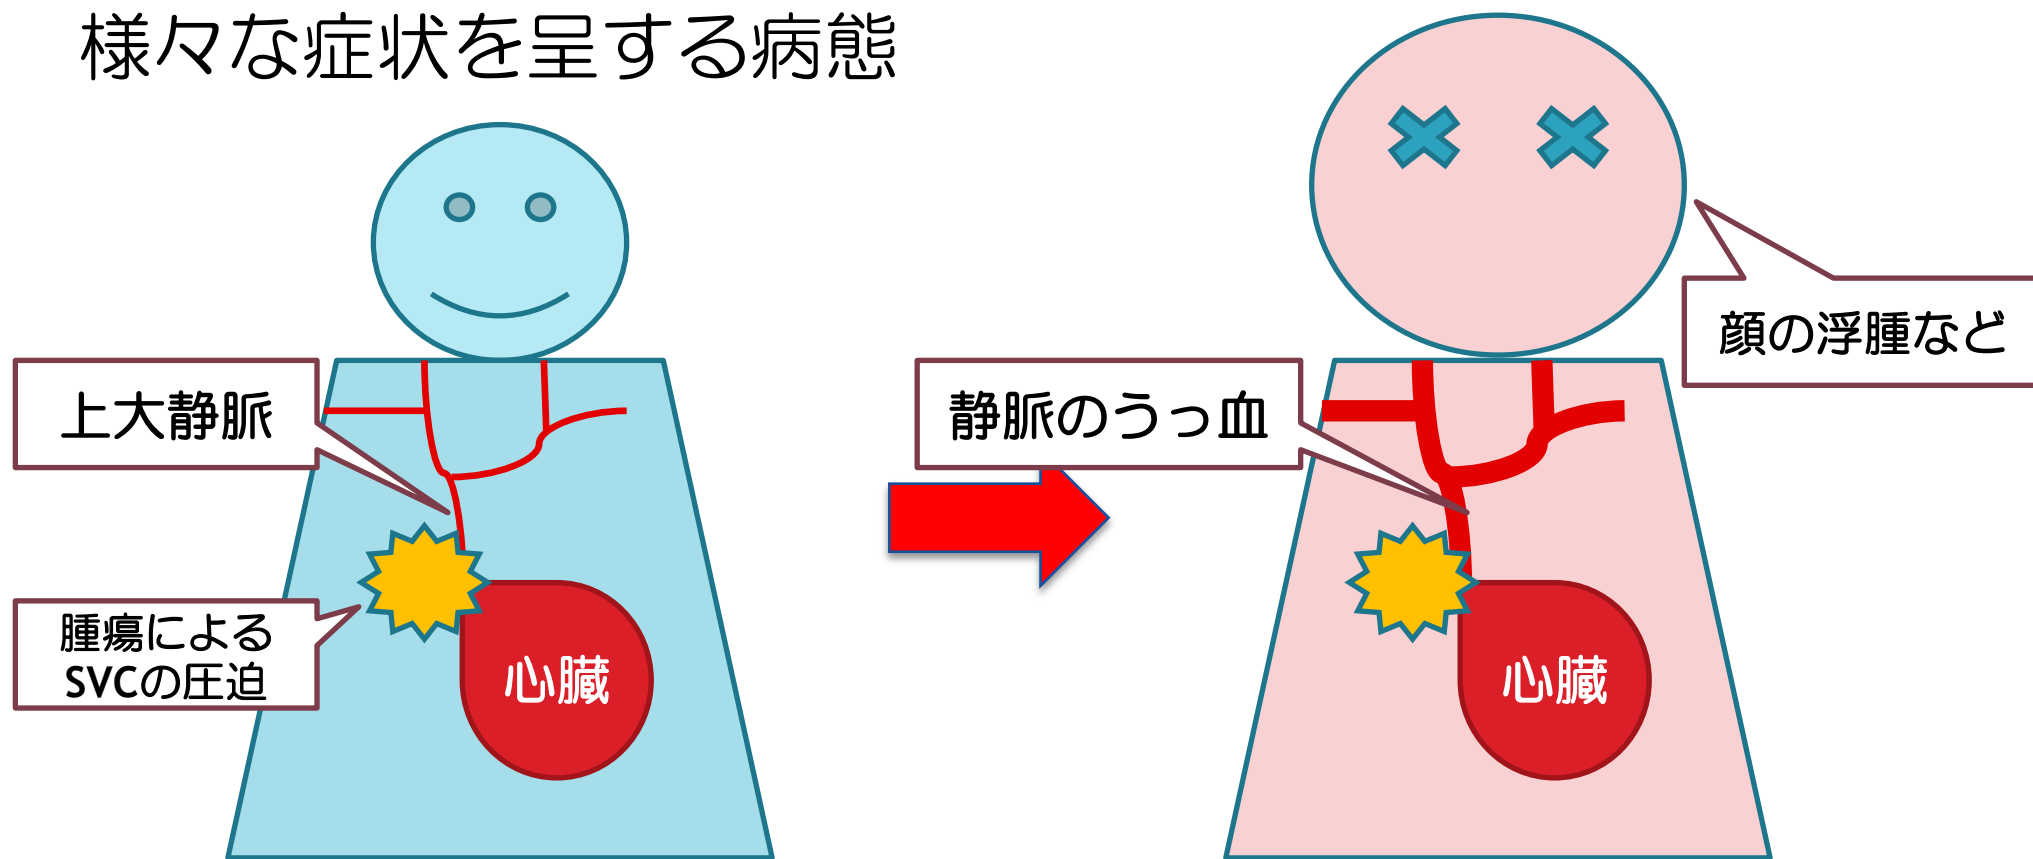 様々な症状を呈する病態
上大静脈
腫瘍による
SVCの圧迫
心臓
静脈のうっ血
顔の浮腫など
心臓